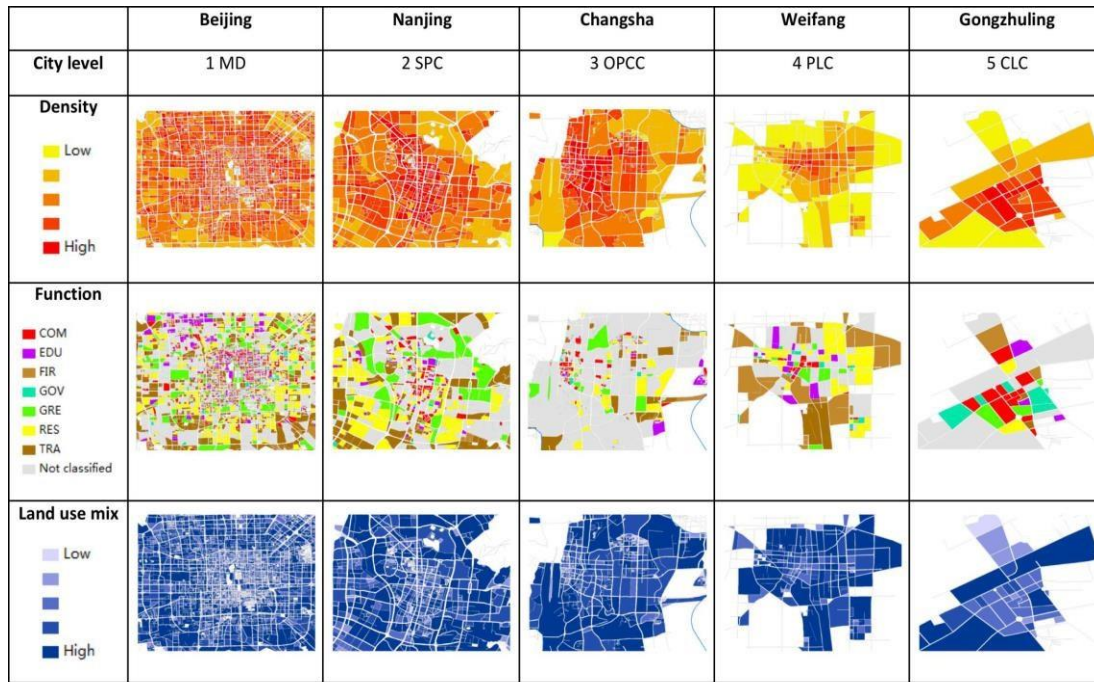 Beijing Nanjing Changsha Weifang Gongzhuling
City level 1 MD 2 SPC 3 OPCC 4 PLC 5 CLC
Density
Low
High
Function
COM
EDU
FIR
GOV
GRE
RES
TRA
Not classified
Land use mix
Low
High